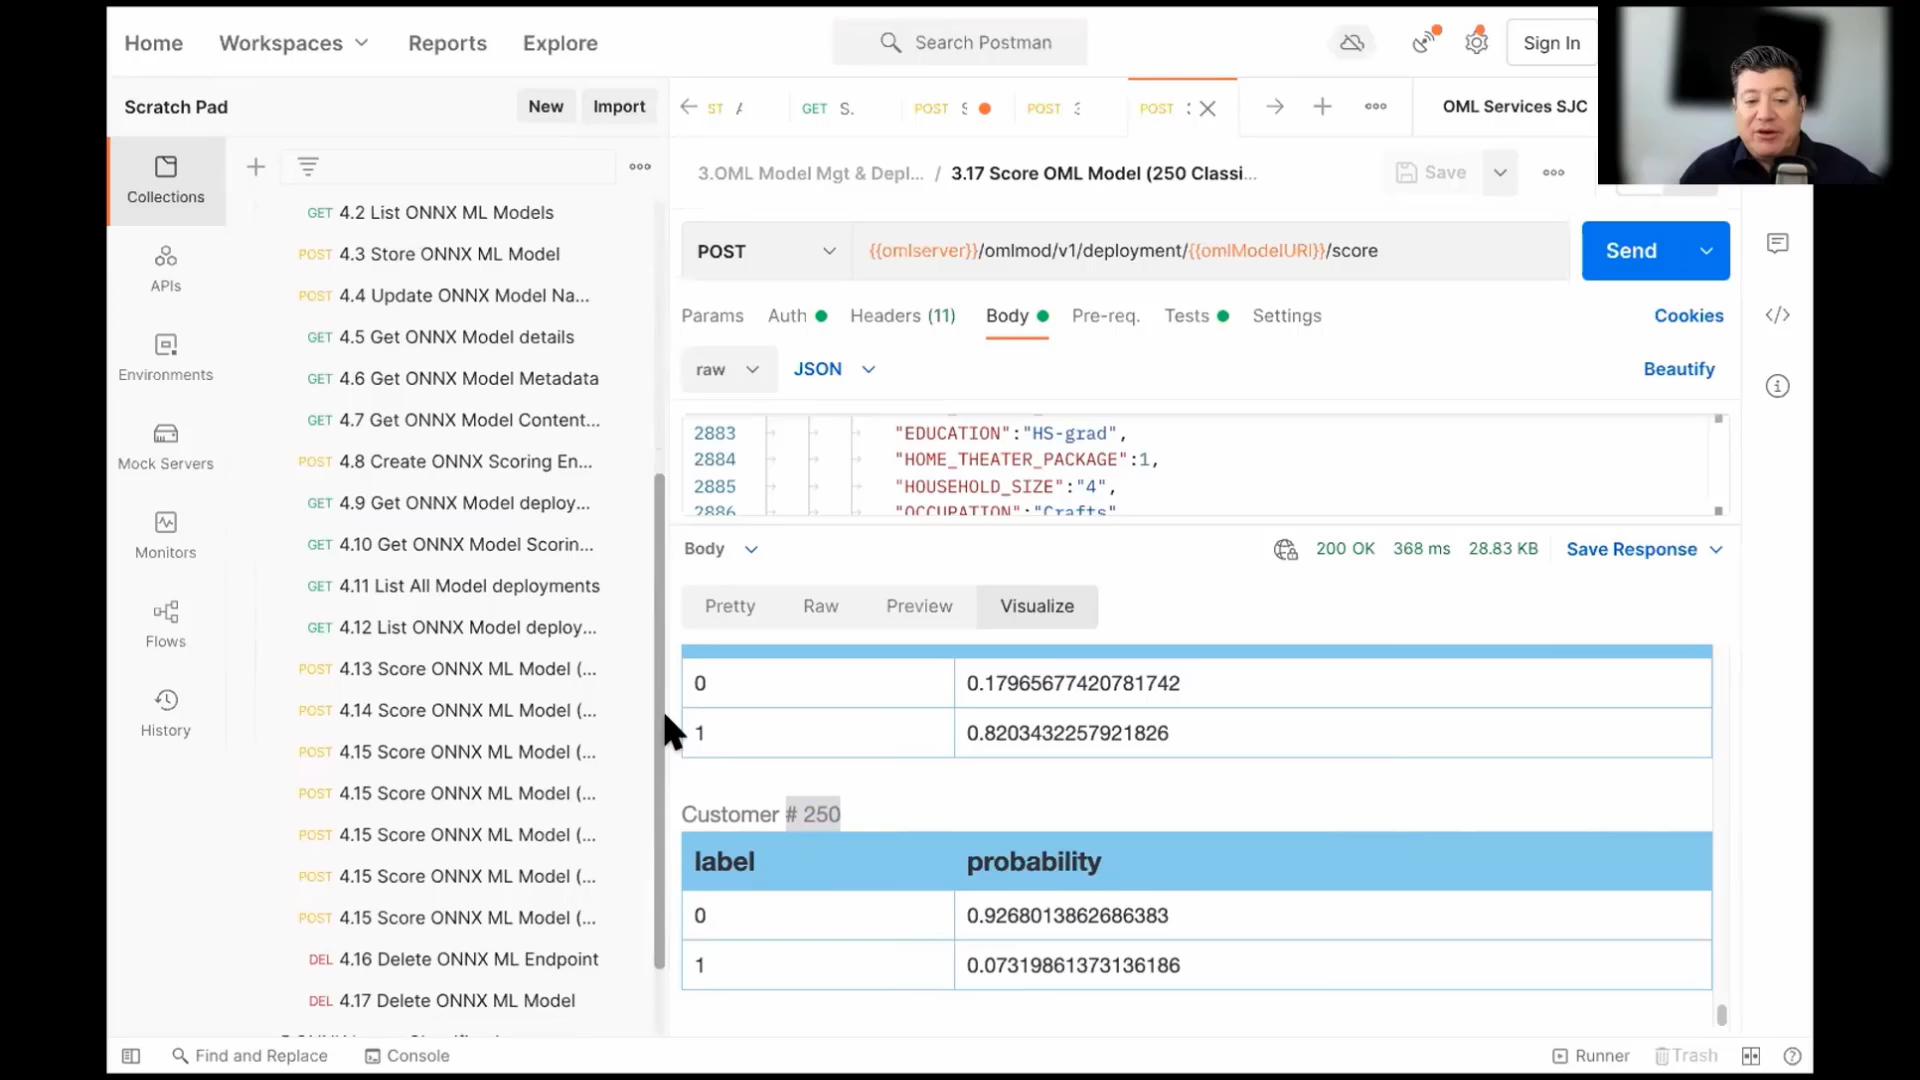 Home Workspaces Reports Explore Search Postman Sign In
Scratch Pad New Import
ST GET S. POST POST POST OML Services SJC
Collections
APIs
Environments
Mock Servers
Monitors
Flows
History
GET 4.2 List ONNX ML Models
POST 4.3 Store ONNX ML Model
POST 4.4 Update ONNX Model Na...
GET 4.5 Get ONNX Model details
GET 4.6 Get ONNX Model Metadata
GET 4.7 Get ONNX Model Content...
POST 4.8 Create ONNX Scoring En...
GET 4.9 Get ONNX Model deploy...
GET 4.10 Get ONNX Model Scorin...
GET 4.11 List All Model deployments
GET 4.12 List ONNX Model deploy...
POST 4.13 Score ONNX ML Model (...
POST 4.14 Score ONNX ML Model (...
POST 4.15 Score ONNX ML Model (...
POST 4.15 Score ONNX ML Model (...
POST 4.15 Score ONNX ML Model (...
POST 4.15 Score ONNX ML Model (...
POST 4.15 Score ONNX ML Model (...
DEL 4.16 Delete ONNX ML Endpoint
DEL 4.17 Delete ONNX ML Model
3.OML Model Mgt & Depl... / 3.17 Score OML Model (250 Classi... Save
POST {{omlserver}}/omlmod/v1/deployment/{{omlModelURI}}/score Send
Params Auth Headers (11) Body Pre-req. Tests Settings Cookies
raw JSON Beautify
2883 "EDUCATION":"HS-grad",
2884 "HOME_THEATER_PACKAGE":1,
2885 "HOUSEHOLD_SIZE":"4",
2886 "OCCUPATION":"Crafts"
Body 200 OK 368 ms 28.83 KB Save Response
Pretty Raw Preview Visualize
0 0.17965677420781742
1 0.8203432257921826
Customer # 250
label probability
0 0.9268013862686383
1 0.07319861373136186
Find and Replace Console Runner Trash